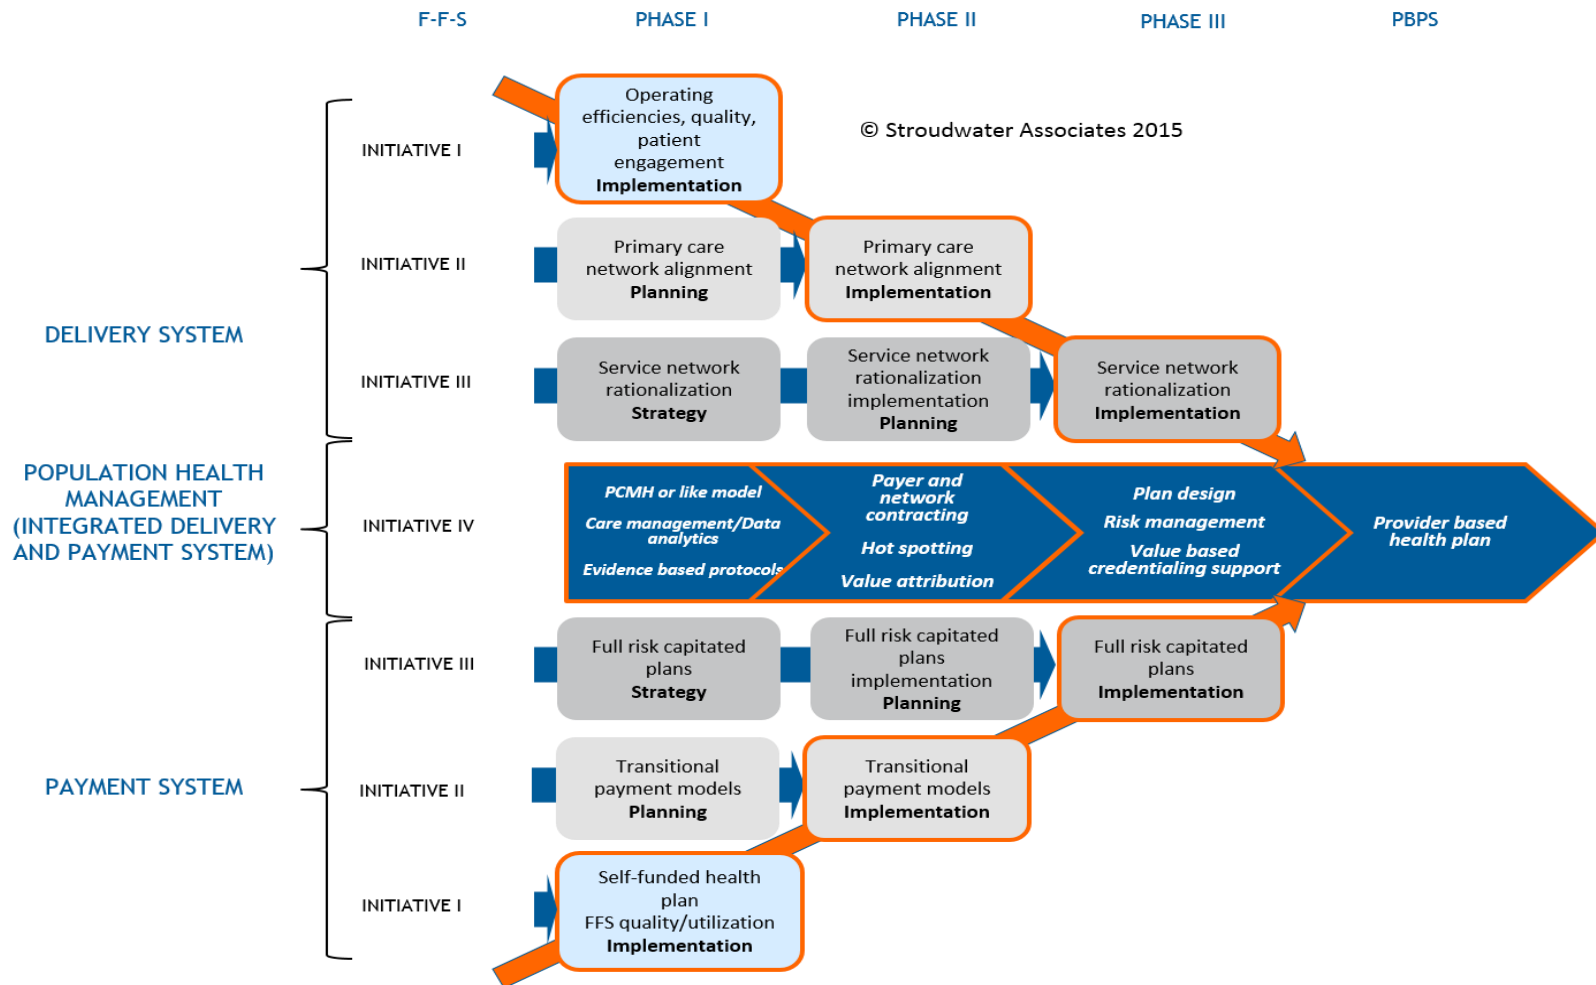 F-F-S
PHASE I
PHASE II
PHASE III
PBPS
© Stroudwater Associates 2015
DELIVERY SYSTEM
INITIATIVE I
Operating
efficiencies, quality,
patient
engagement
Implementation
INITIATIVE II
Primary care
network alignment
Planning
Primary care
network alignment
Implementation
INITIATIVE III
Service network
rationalization
Strategy
Service network
rationalization
implementation
Planning
Service network
rationalization
Implementation
POPULATION HEALTH
MANAGEMENT
(INTEGRATED DELIVERY
AND PAYMENT SYSTEM)
INITIATIVE IV
PCMH or like model
Care management/Data
analytics
Evidence based protocols
Payer and
network
contracting
Hot spotting
Value attribution
Plan design
Risk management
Value based
credentialing support
Provider based
health plan
PAYMENT SYSTEM
INITIATIVE III
Full risk capitated
plans
Strategy
Full risk capitated
plans
implementation
Planning
Full risk capitated
plans
Implementation
INITIATIVE II
Transitional
payment models
Planning
Transitional
payment models
Implementation
INITIATIVE I
Self-funded health
plan
FFS quality/utilization
Implementation